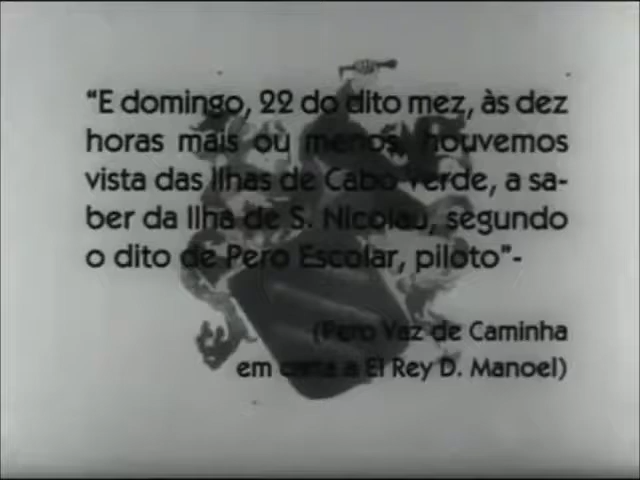 “E domingo, 22 do dito mez, às dez
horas mais ou menos, houvemos
vista das Ilhas de Cabo Verde, a sa-
ber da Ilha de S. Nicolau, segundo
o dito de Pero Escolar, piloto”-
(Pero Vaz de Caminha
em carta a El Rey D. Manoel)